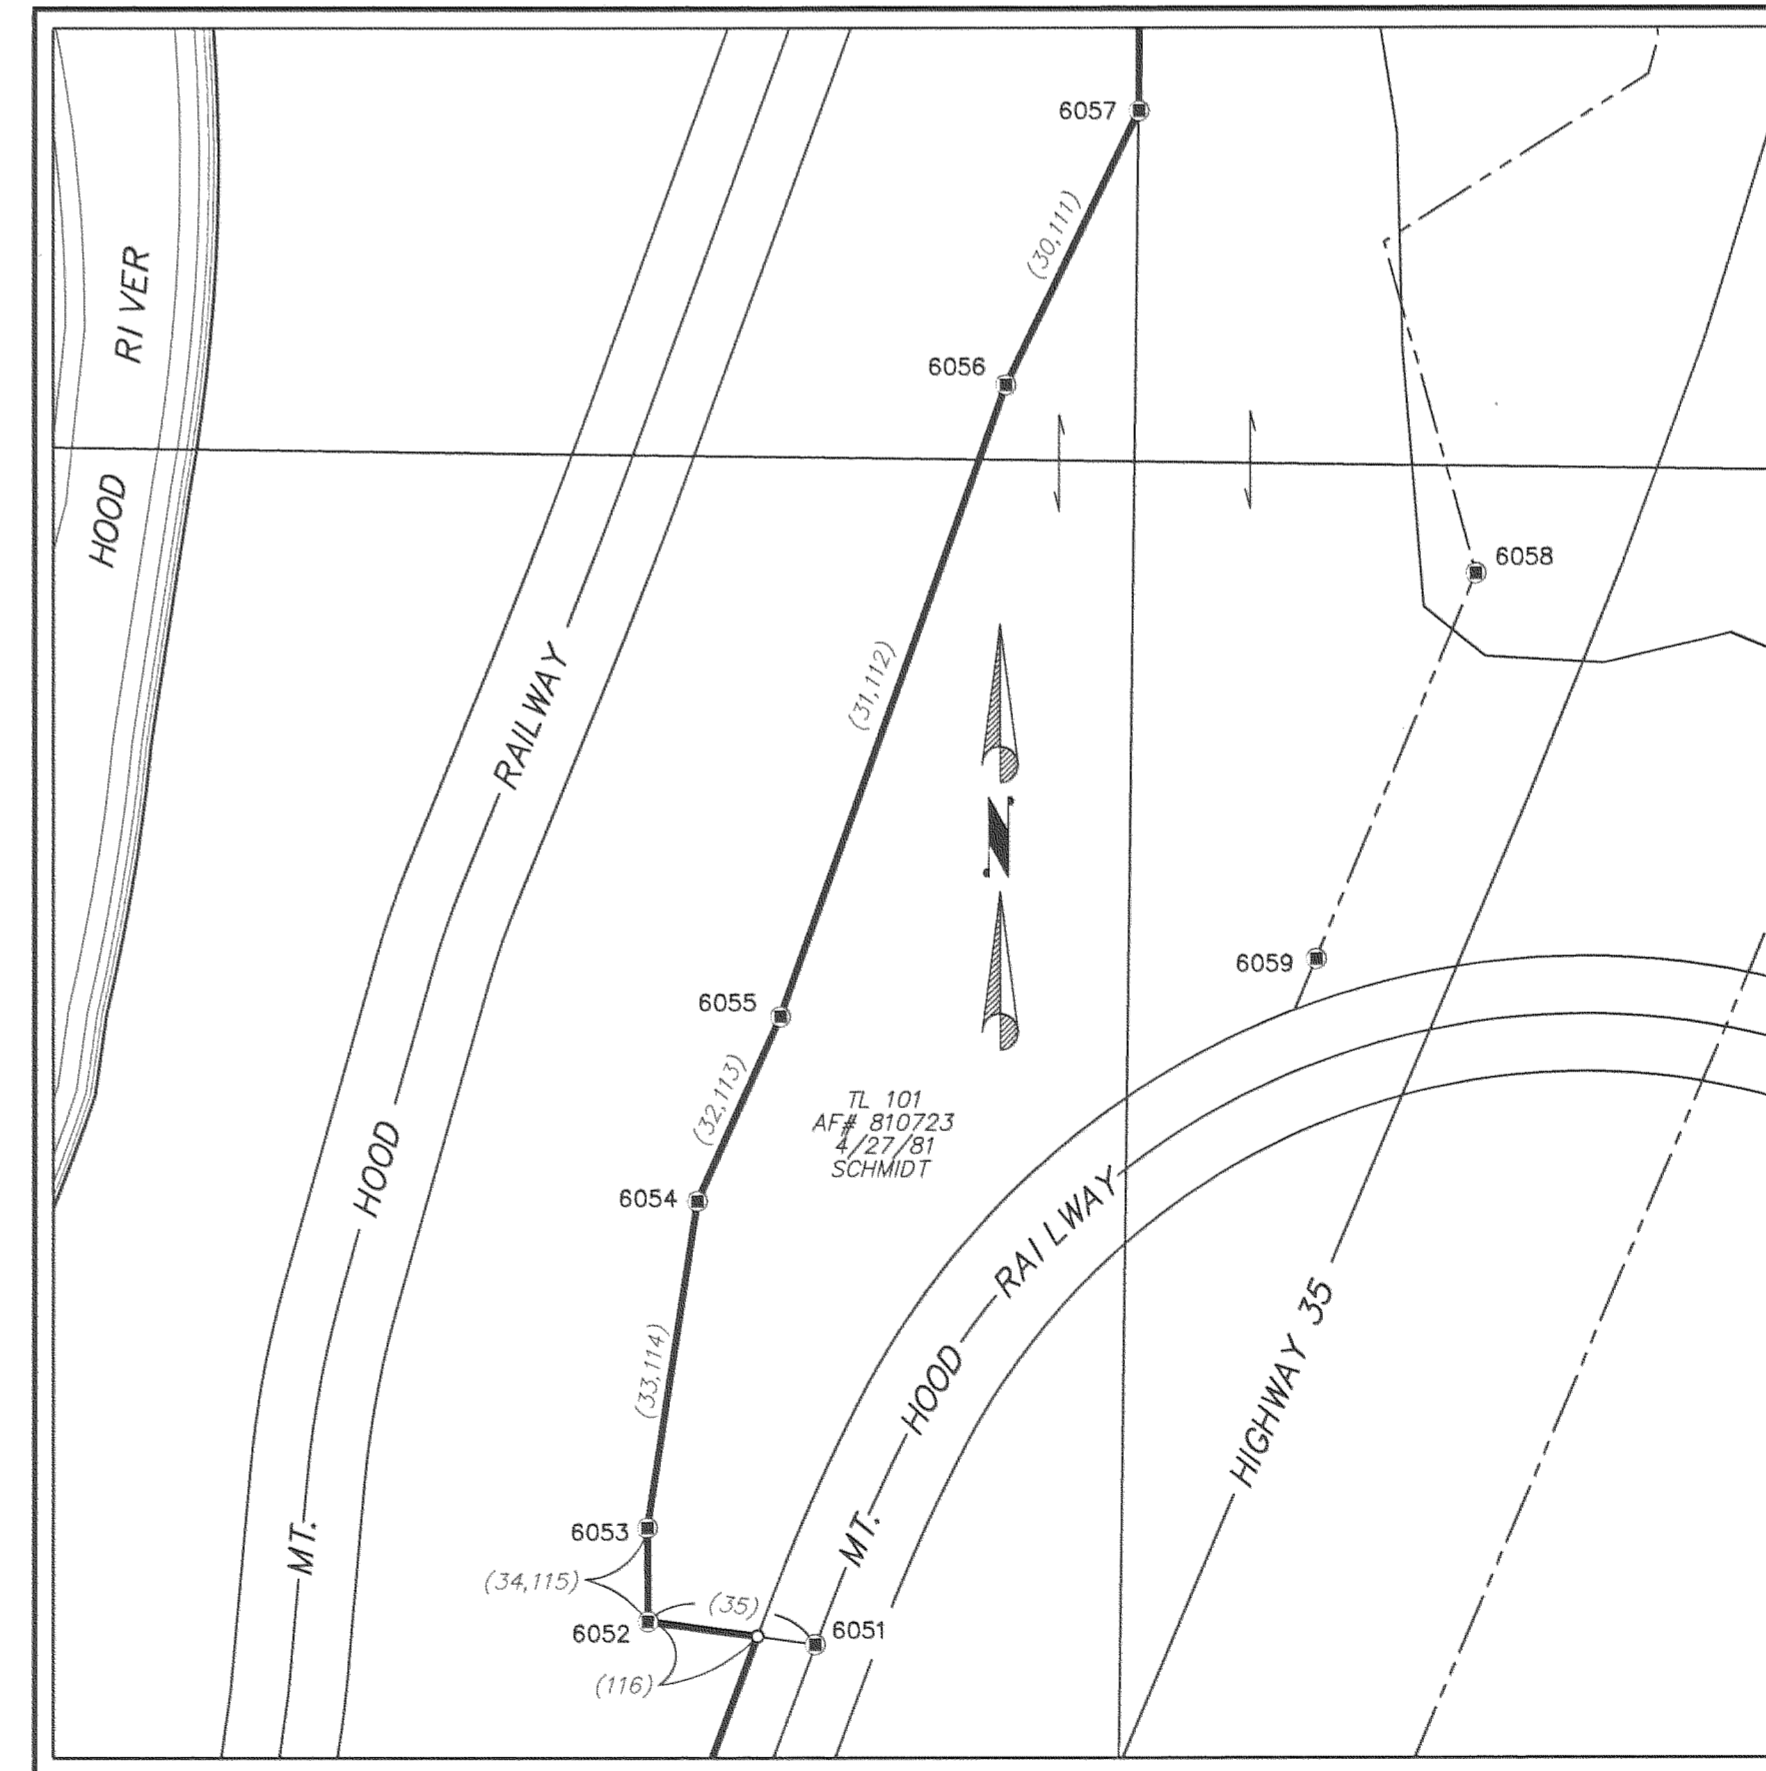 6057
(30,111)
RIVER
6056
HOOD
6058
RAILWAY
(31,112)
N
6059
6055
(32,113)
TL 101
AF# 810723
4/27/81
SCHMIDT
HOOD
6054
RAILWAY
HIGHWAY 35
(33,114)
HOOD
MT.
MT.
6053
(34,115)
(35)
6052
6051
(116)